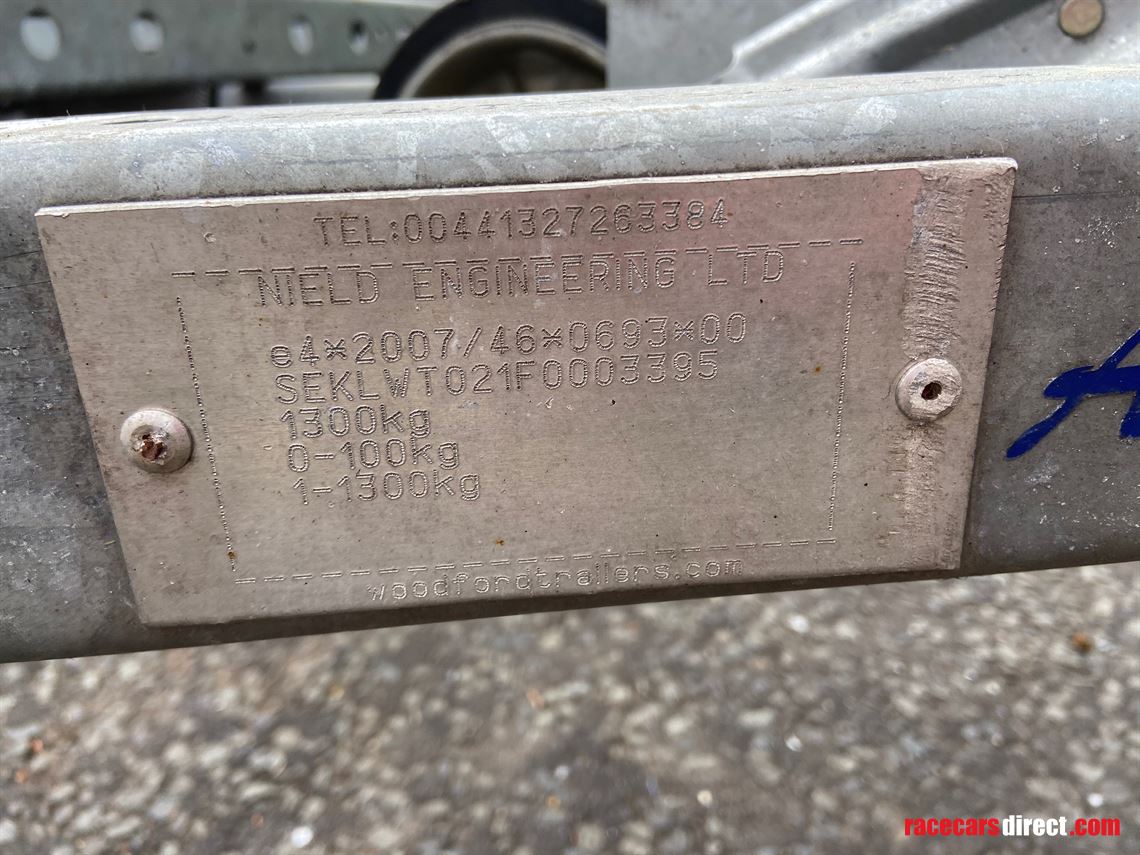 TEL:00441327263384
NIELD ENGINEERING LTD
e4*2007/46*0693*00
SEKLWT021F0003395
1300kg
0-100kg
1-1300kg
woodfordtrailers.com
racecarsdirect.com